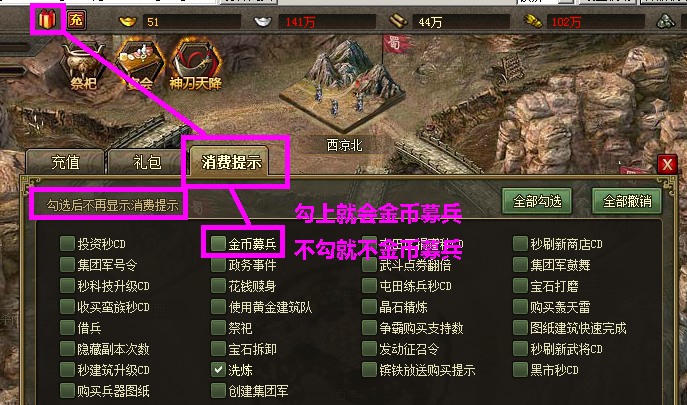 充 51 141万 44万 102万
祭祀 宴会 神刀天降
蜀
西京北
充值 礼包 消费提示 X
勾选后不再显示消费提示 全部勾选 全部撤销
勾上就会金币募兵
不勾就不金币募兵
投资秒CD 金币募兵 秒刷新商店CD
集团军号令 政务事件 武斗点券翻倍 集团军鼓舞
秒科技升级CD 花钱赎身 屯田练兵秒CD 宝石打磨
收买蛮族秒CD 使用黄金建筑队 晶石精炼 购买轰天雷
借兵 祭祀 争霸购买支持数 图纸建筑快速完成
隐藏副本次数 宝石拆卸 发动征召令 秒刷新武将CD
秒建筑升级CD 洗炼 镔铁放送购买提示 黑市秒CD
购买兵器图纸 创建集团军